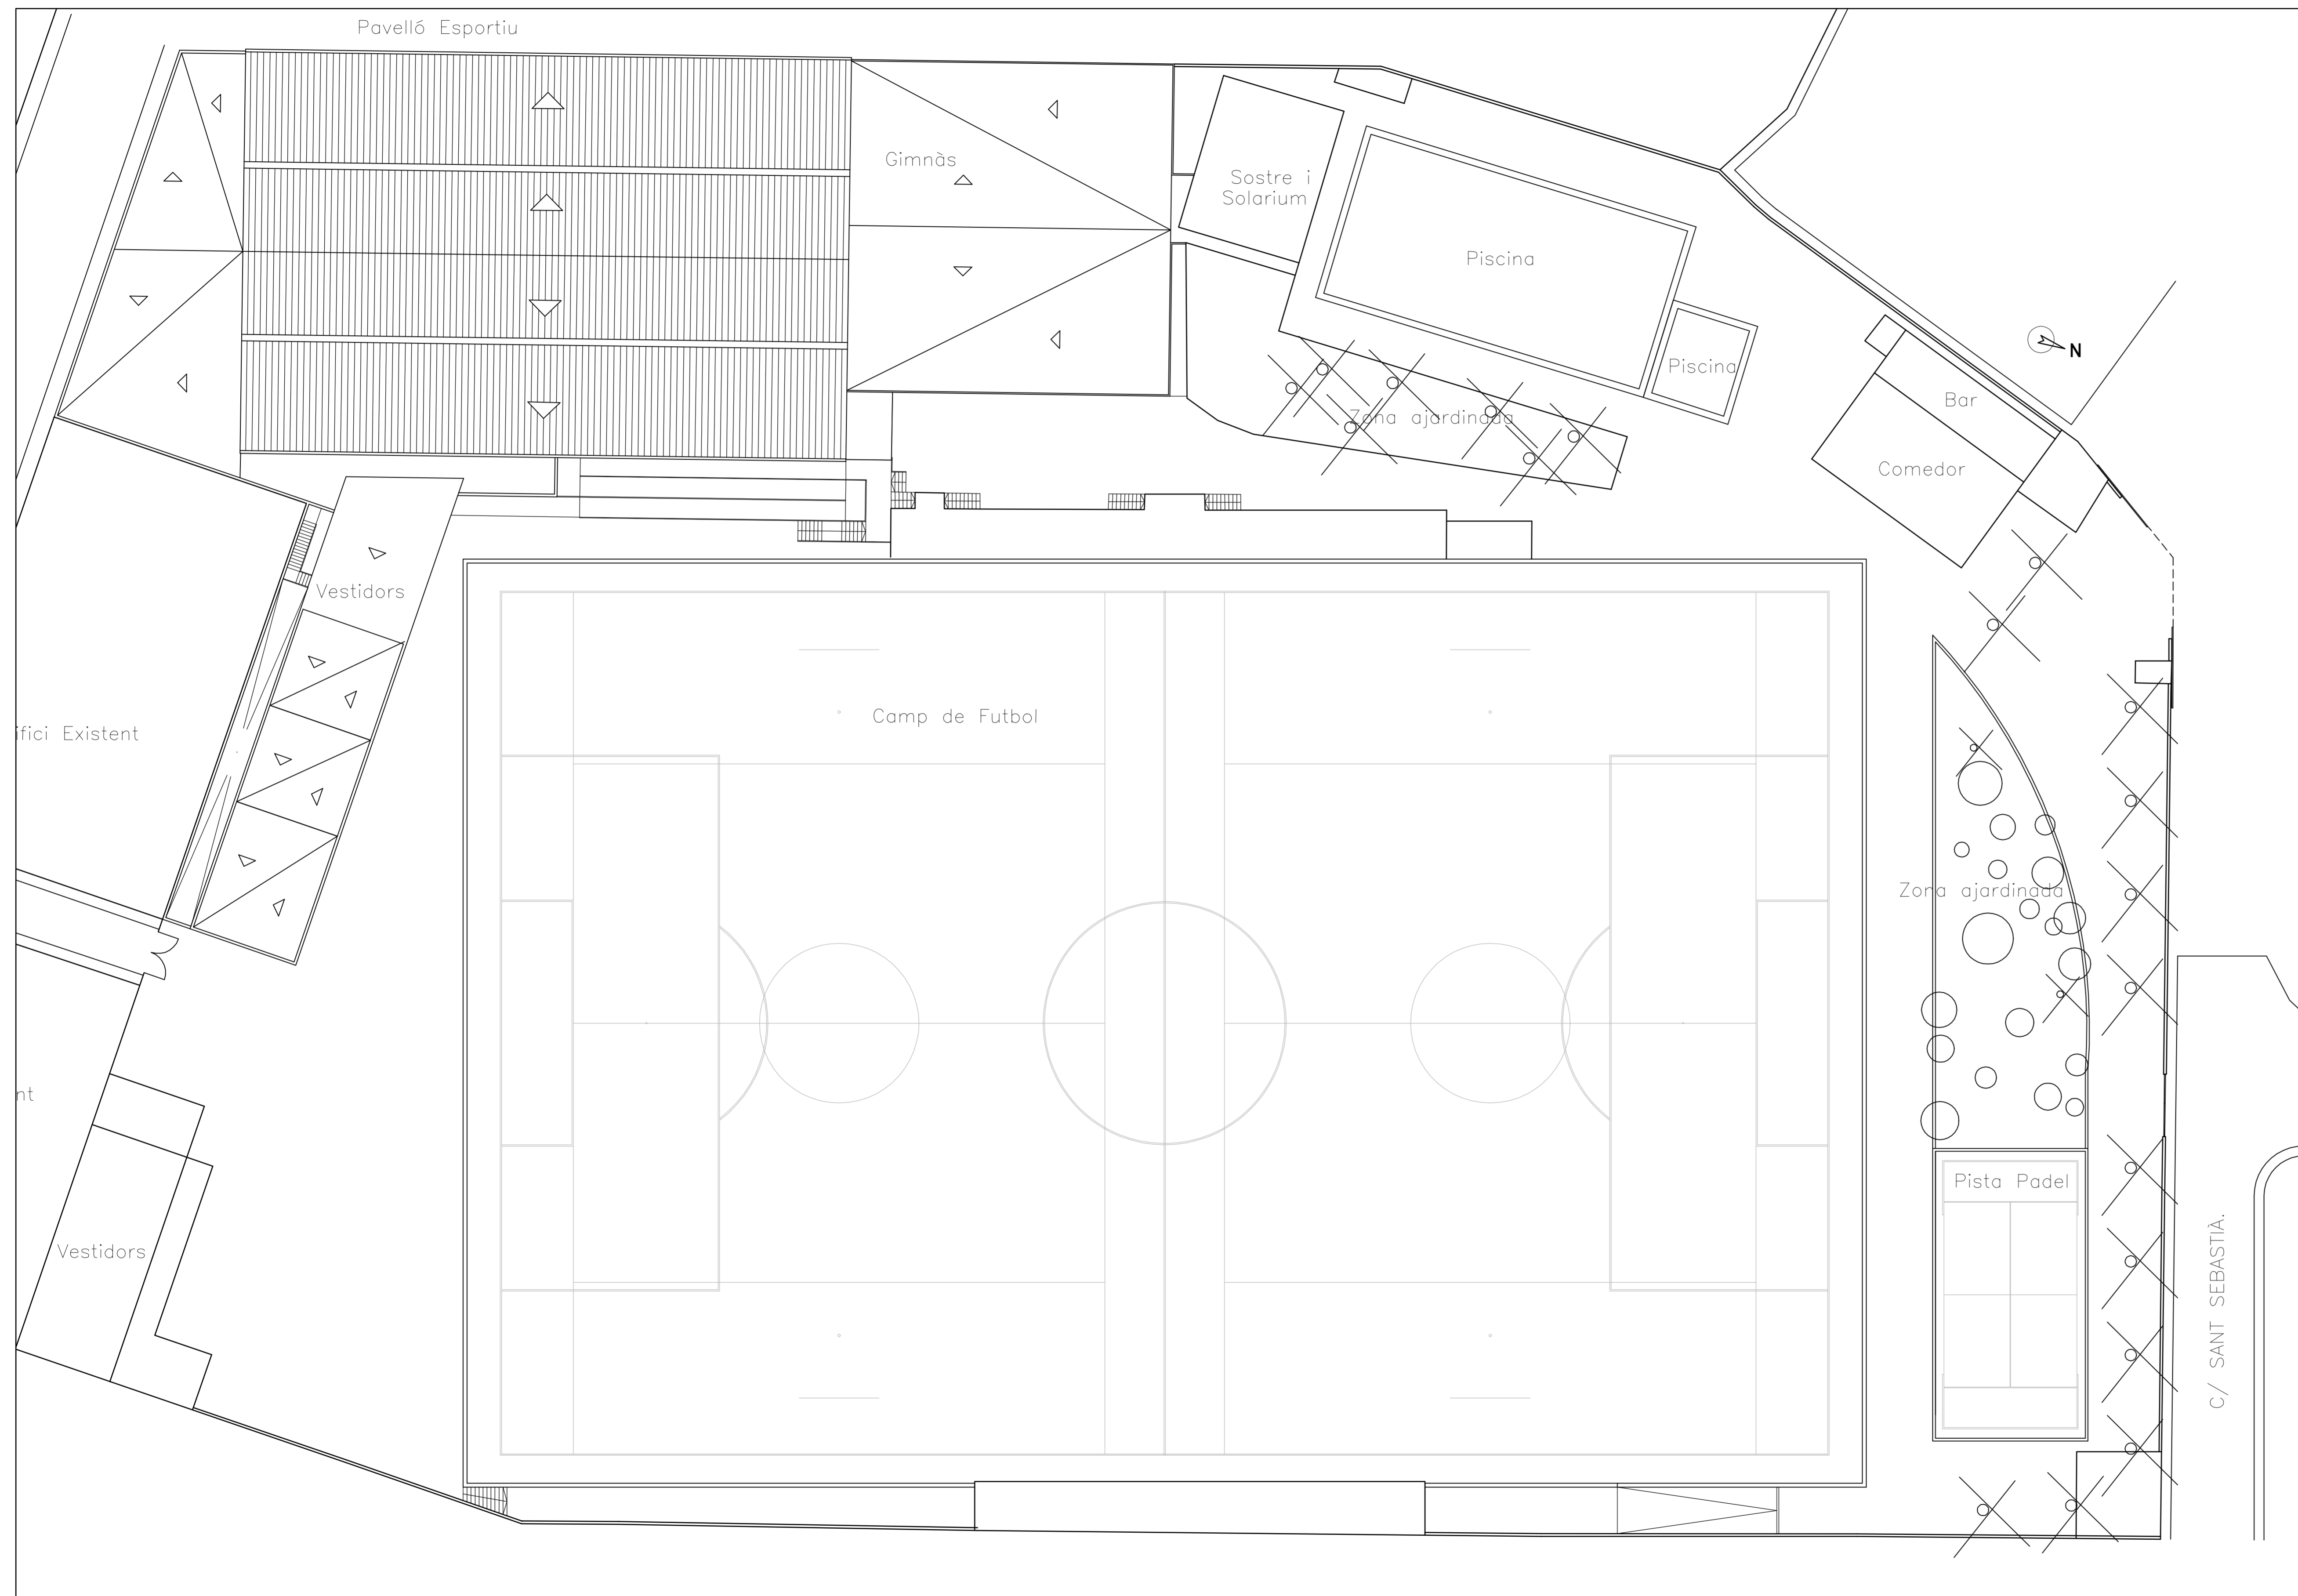 Pavelló Esportiu
Gimnàs
Sostre i
Solarium
Piscina
N
Piscina
Bar
Zona ajardinada
Comedor
Vestidors
Camp de Futbol
ifici Existent
Zona ajardinada
nt
Pista Padel
Vestidors
C/ SANT SEBASTIÀ.